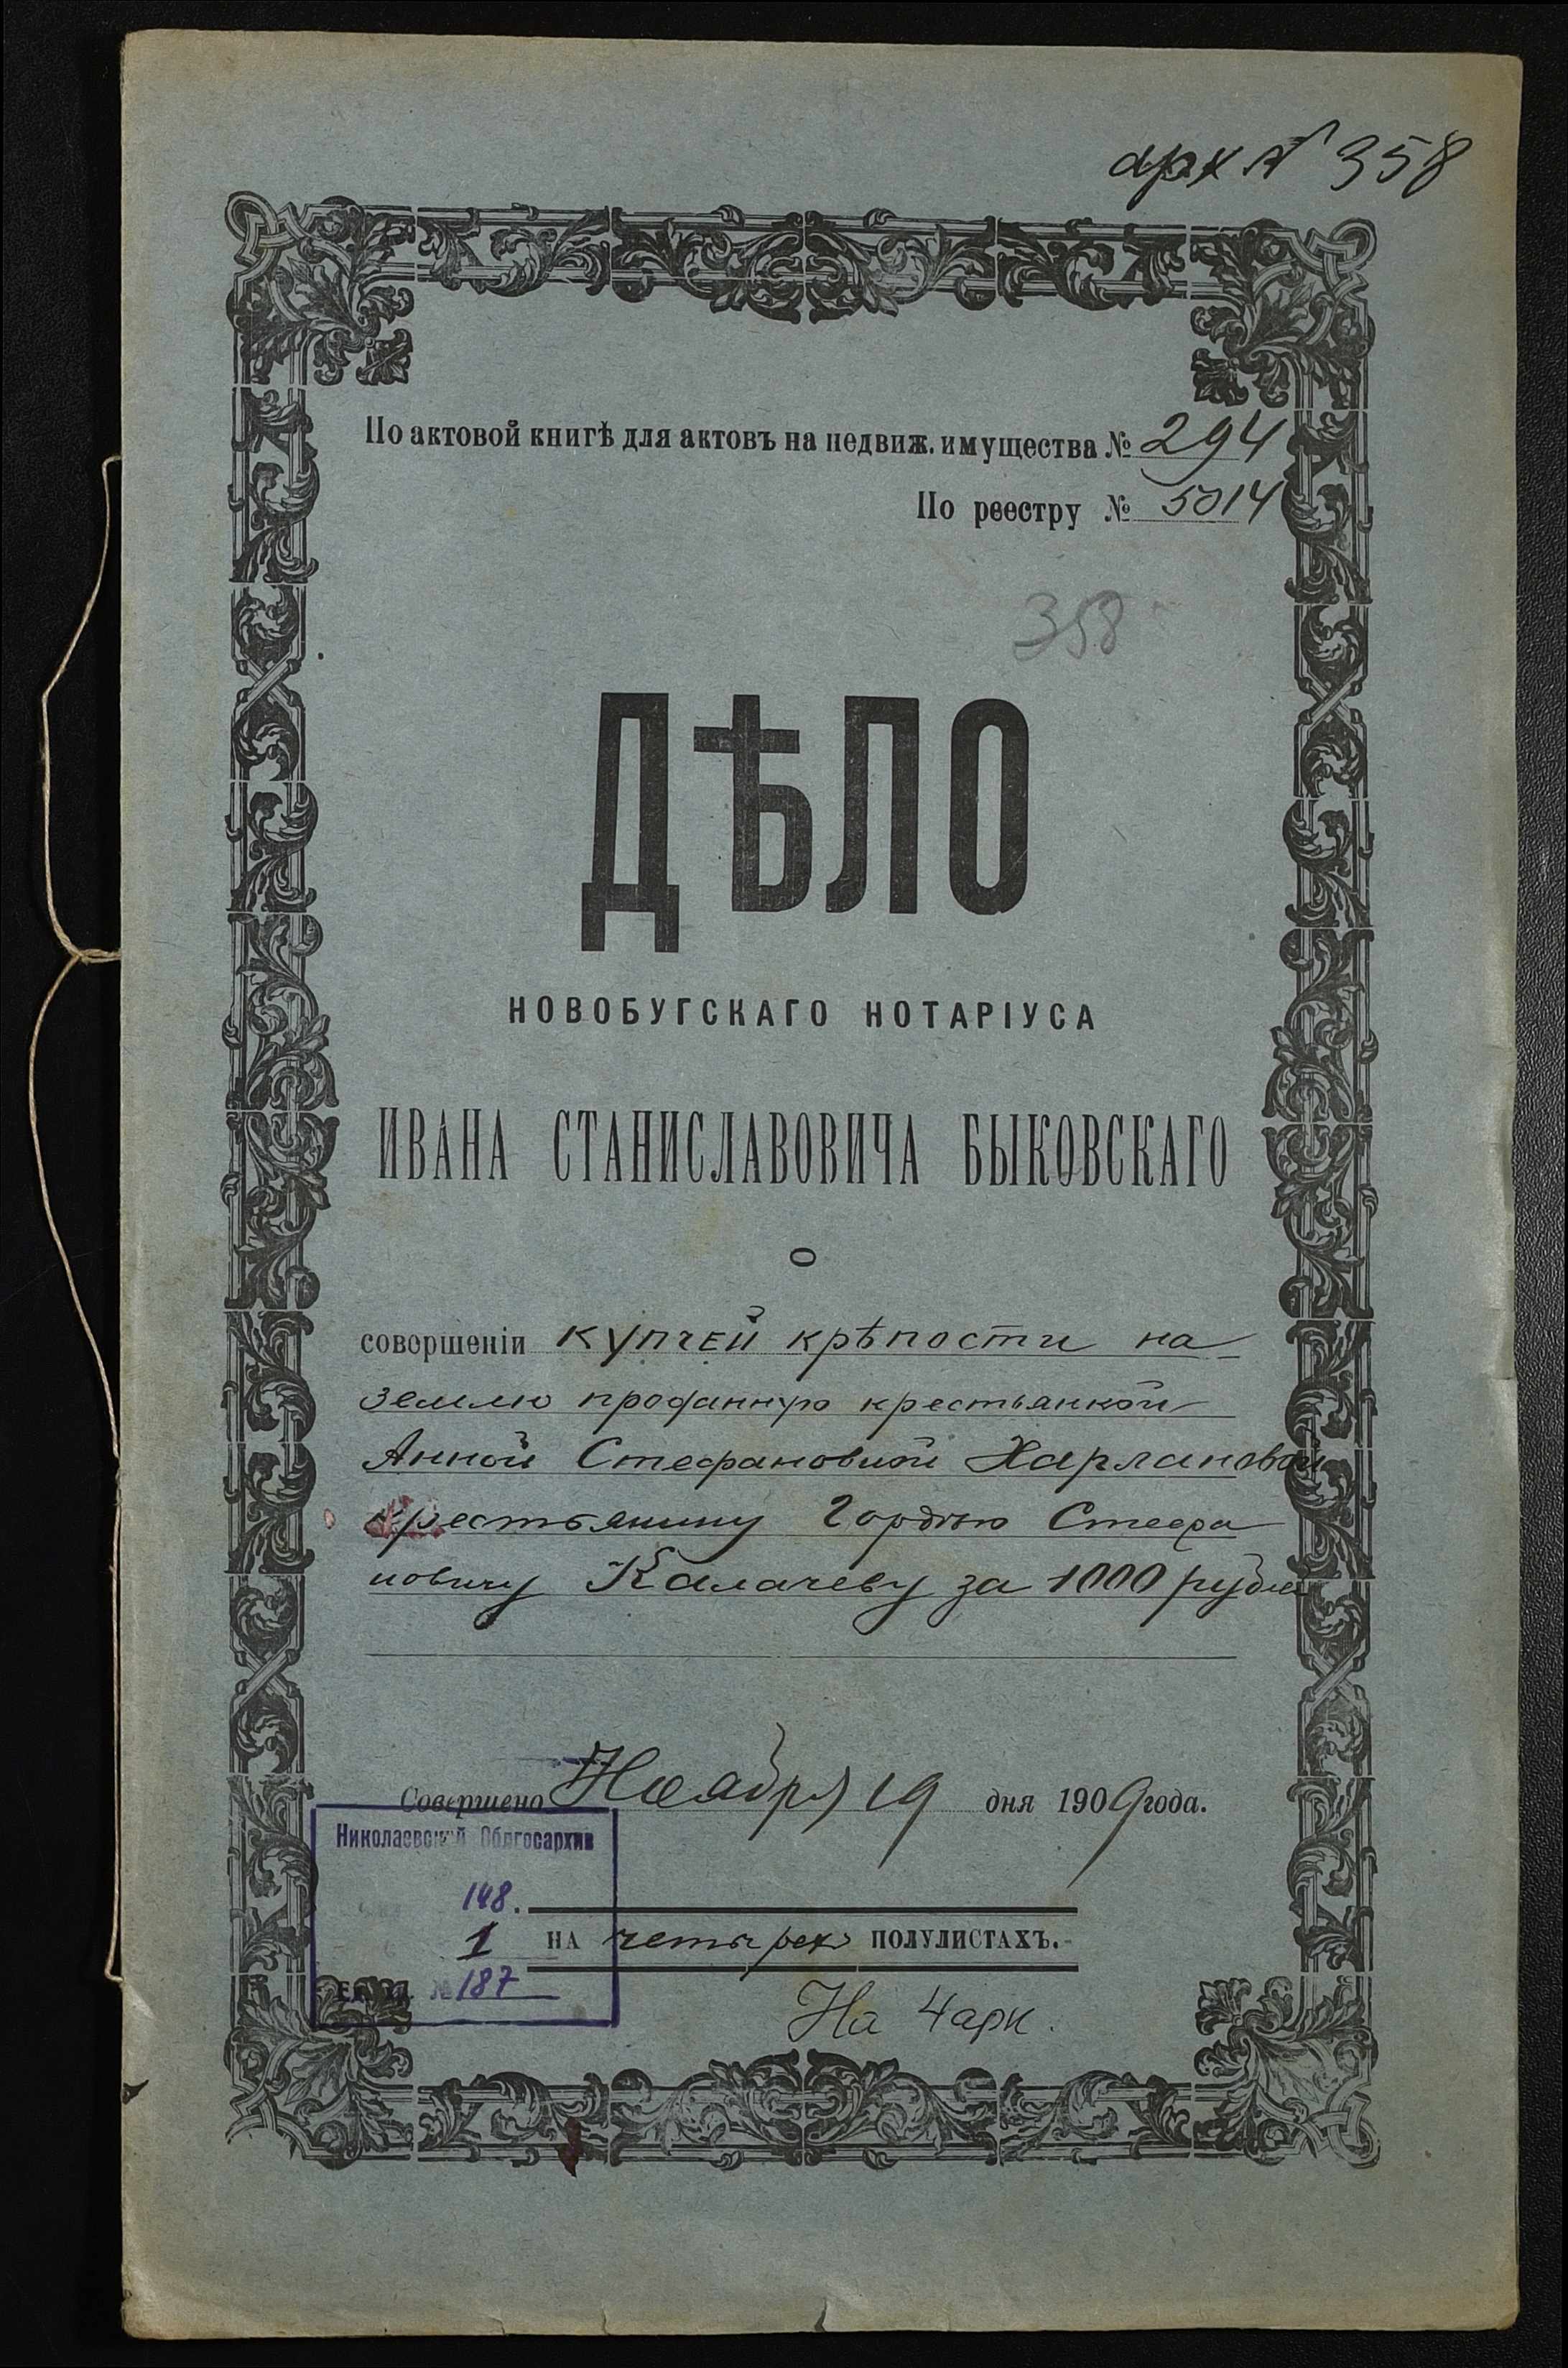 арх № 358
По актовой книгѣ для актовъ на недвиж. имущества № 294
По реестру № 5014
358
ДѢЛО
НОВОБУГСКАГО НОТАРІУСА
ИВАНА СТАНИСЛАВОВИЧА БЫКОВСКАГО
О
совершеніи купчей крѣпости на
землю проданную крестьянкой
Анной Стефановной Харлановой
крестьянину Гордѣю Стефа
новичу Калачеву за 1000 рубле
Совершено Ноября 19 дня 1909 года.
Николаевский Облгосархив
148.
1 НА четырех ПОЛУЛИСТАХЪ.
ЕД. ХР. № 187
На 4 арк.